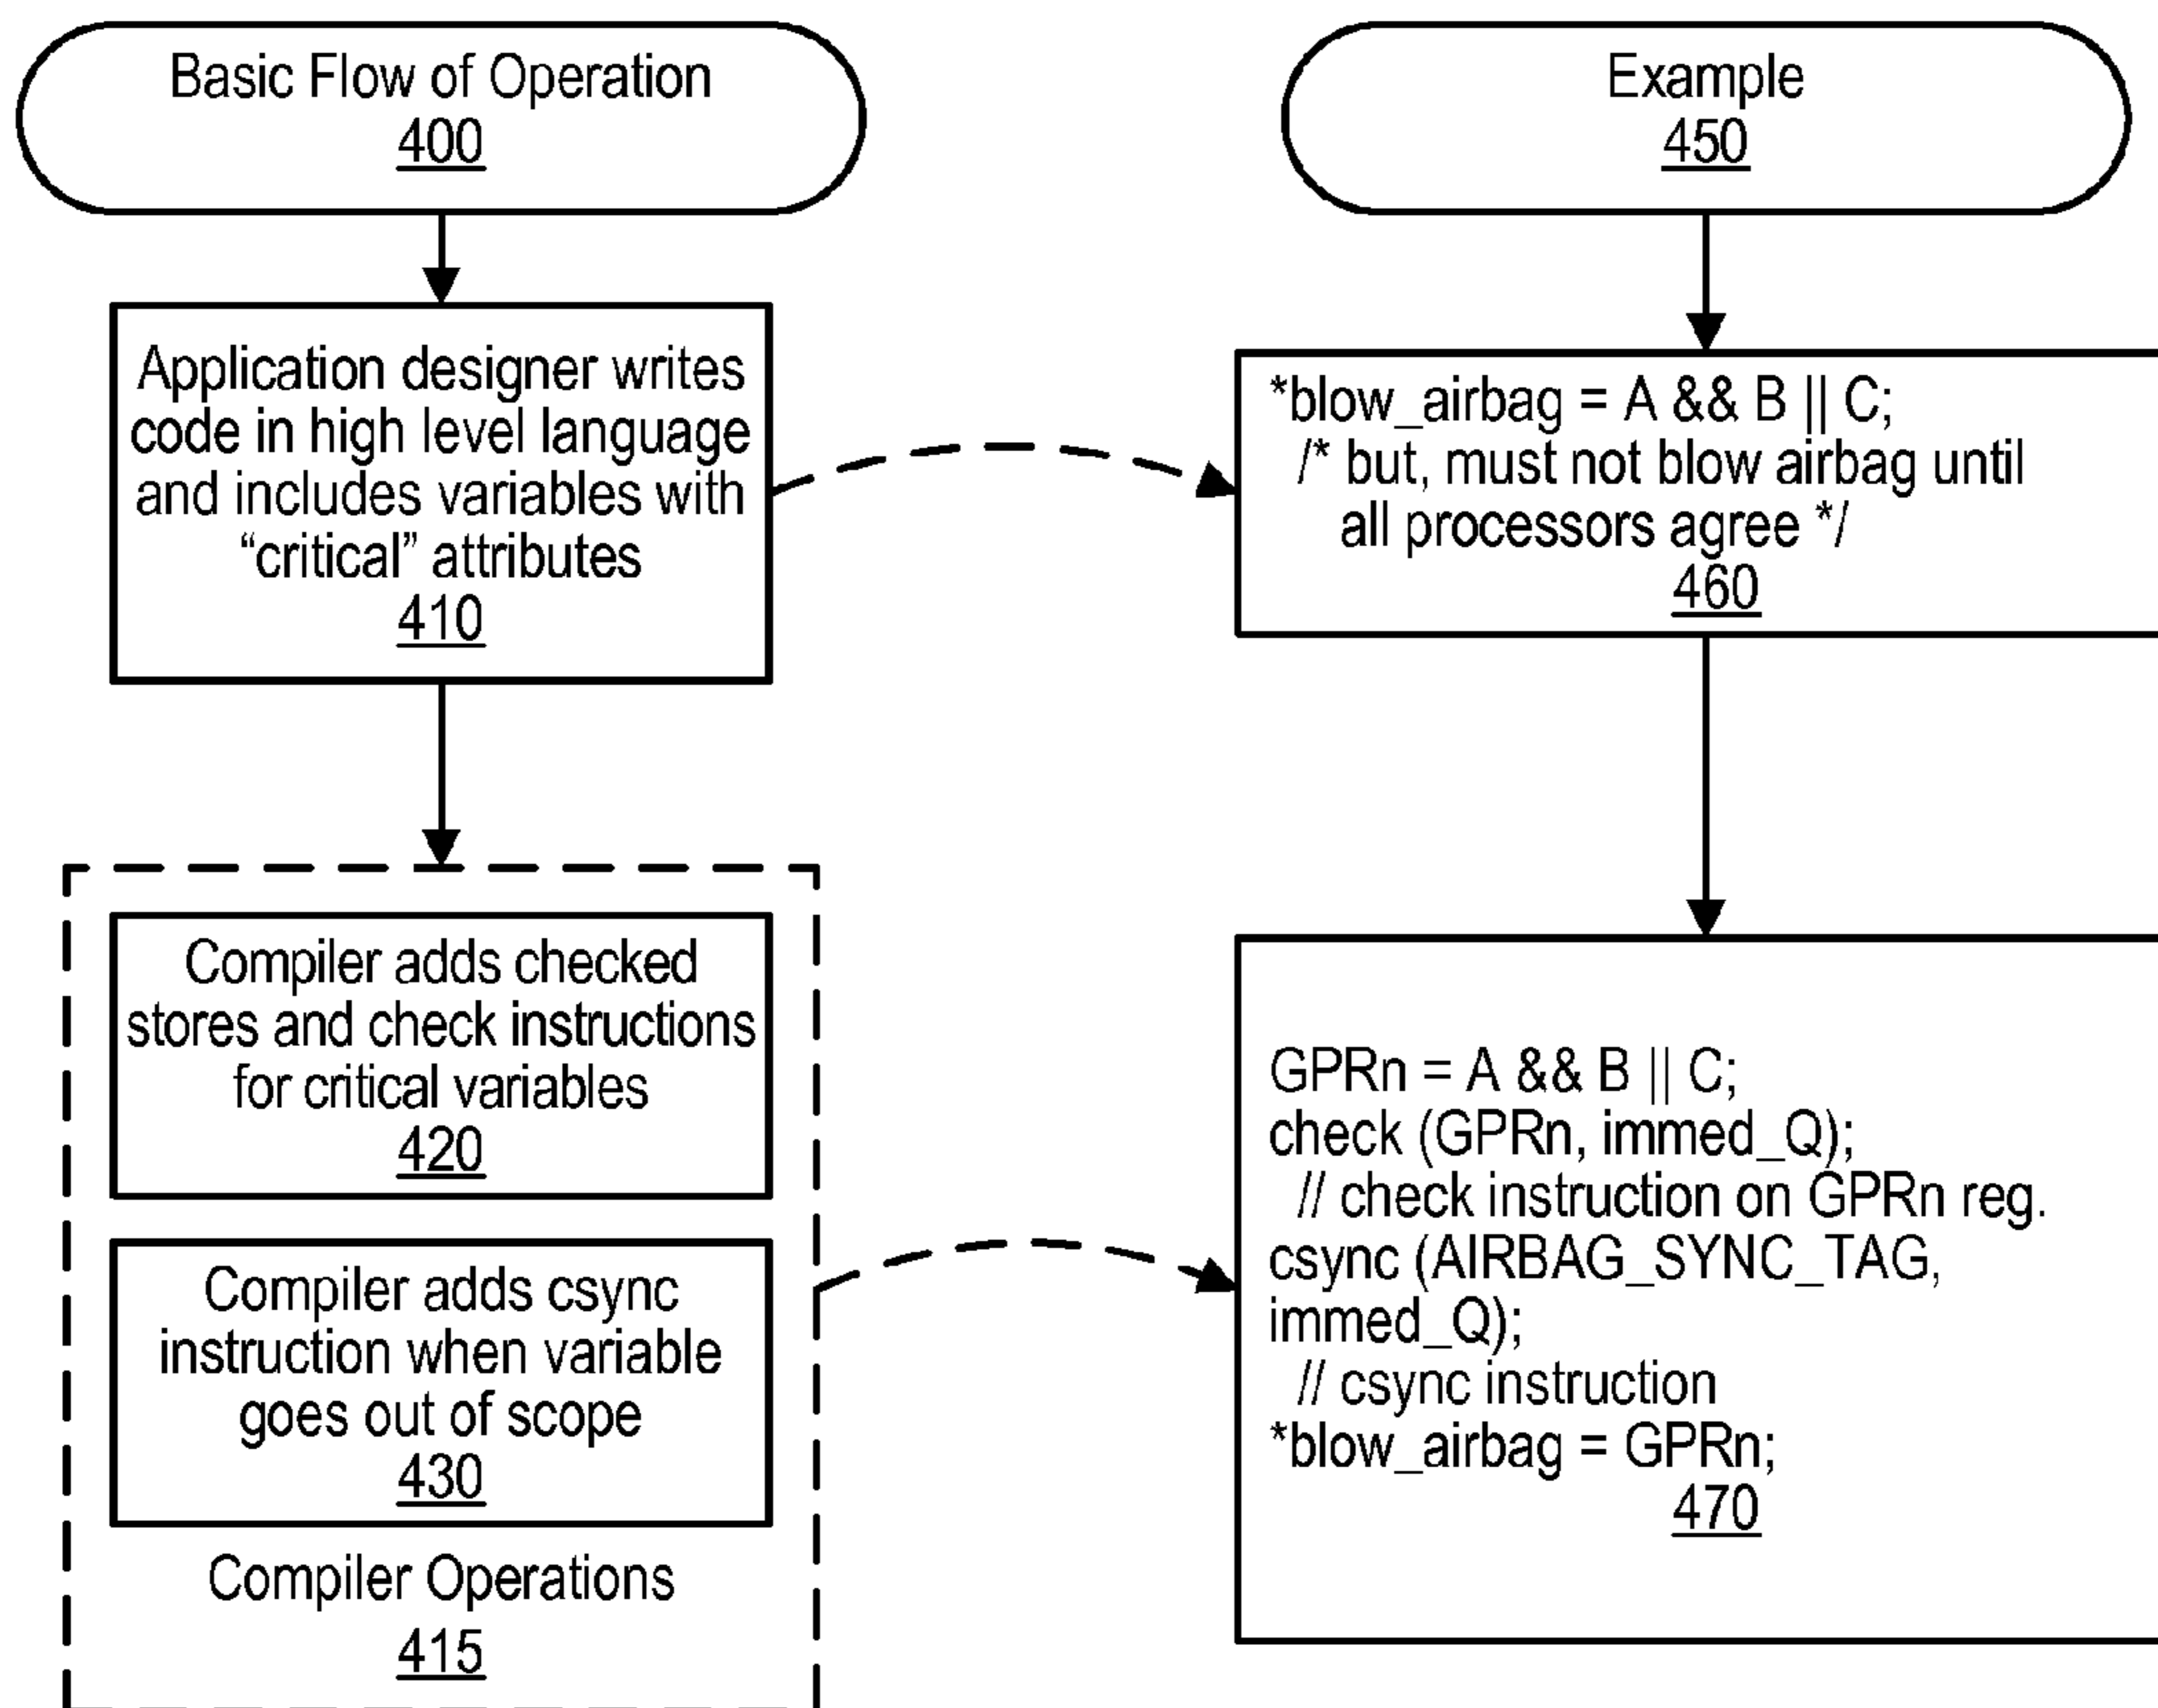 Basic Flow of Operation
400
Application designer writes
code in high level language
and includes variables with
“critical” attributes
410
Compiler adds checked
stores and check instructions
for critical variables
420
Compiler adds csync
instruction when variable
goes out of scope
430
Compiler Operations
415
Example
450
*blow_airbag = A && B || C;
/* but, must not blow airbag until
all processors agree */
460
GPRn = A && B || C;
check (GPRn, immed_Q);
// check instruction on GPRn reg.
csync (AIRBAG_SYNC_TAG,
immed_Q);
// csync instruction
*blow_airbag = GPRn;
470